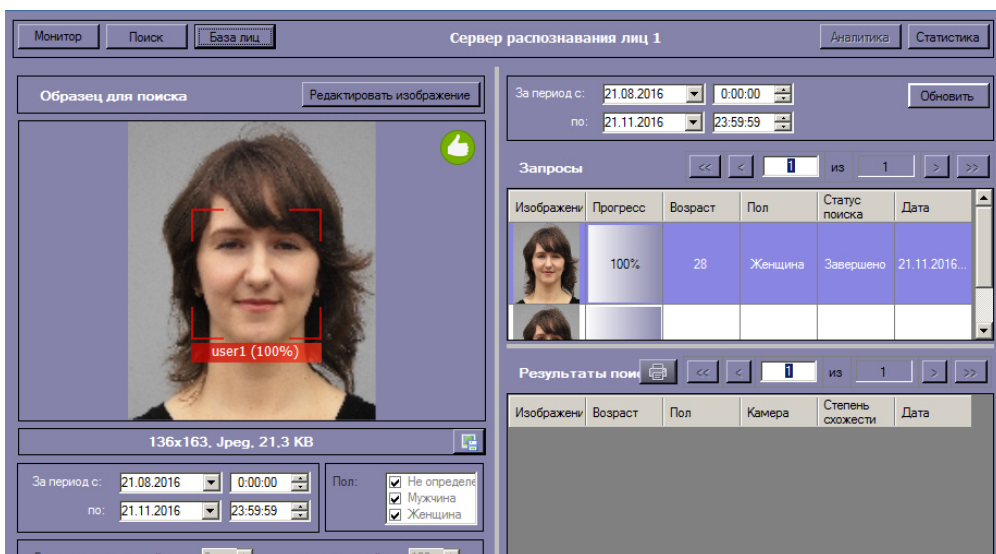 Монитор Поиск База лиц Сервер распознавания лиц 1 Аналитика Статистика
Образец для поиска Редактировать изображение
user1 (100%)
136x163, Jpeg, 21,3 KB
За период с: 21.08.2016 0:00:00
по: 21.11.2016 23:59:59
Пол: Не определе
Мужчина
Женщина
За период с: 21.08.2016 0:00:00 Обновить
по: 21.11.2016 23:59:59
Запросы << < 1 из 1 > >>
Изображени Прогресс Возраст Пол Статус поиска Дата
100% 28 Женщина Завершено 21.11.2016...
Результаты пои << < 1 из 1 > >>
Изображени Возраст Пол Камера Степень схожести Дата